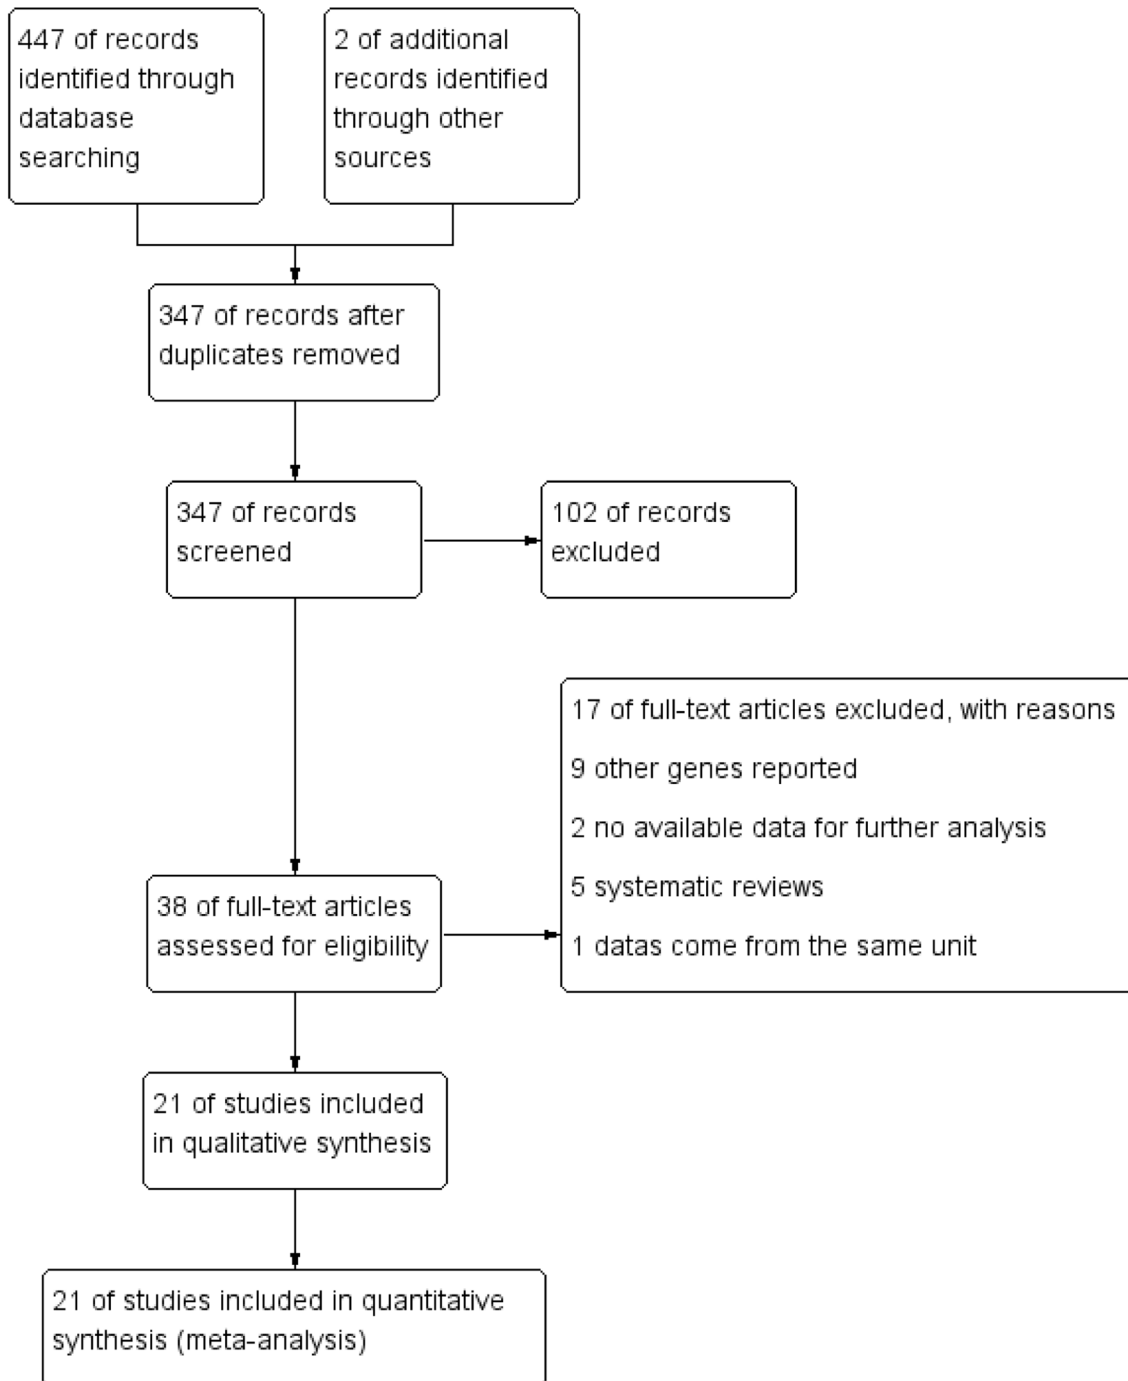 447 of records
identified through
database
searching
2 of additional
records identified
through other
sources
347 of records after
duplicates removed
347 of records
screened
102 of records
excluded
17 of full-text articles excluded, with reasons
9 other genes reported
2 no available data for further analysis
5 systematic reviews
1 datas come from the same unit
38 of full-text articles
assessed for eligibility
21 of studies included
in qualitative synthesis
21 of studies included in quantitative
synthesis (meta-analysis)